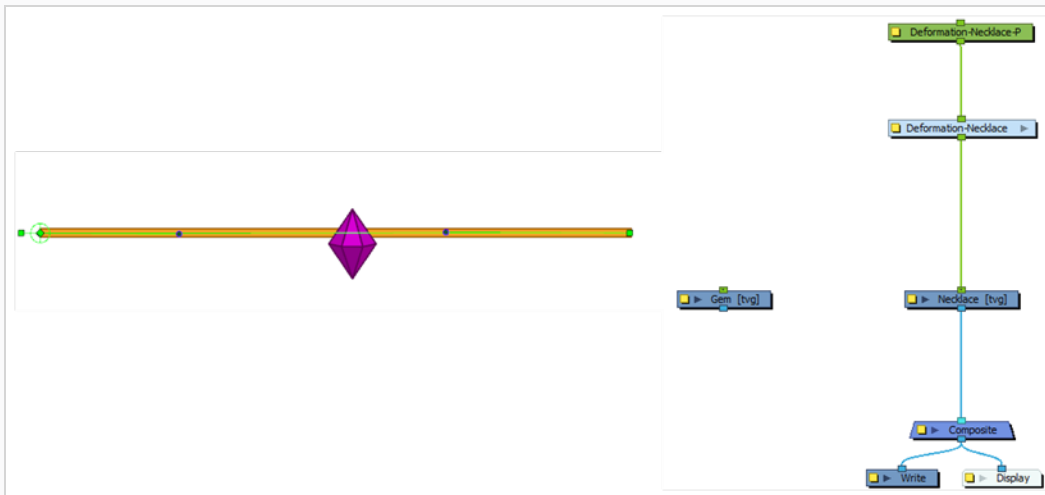 Deformation-Necklace-P
Deformation-Necklace
Gem [tvg]
Necklace [tvg]
Composite
Write
Display